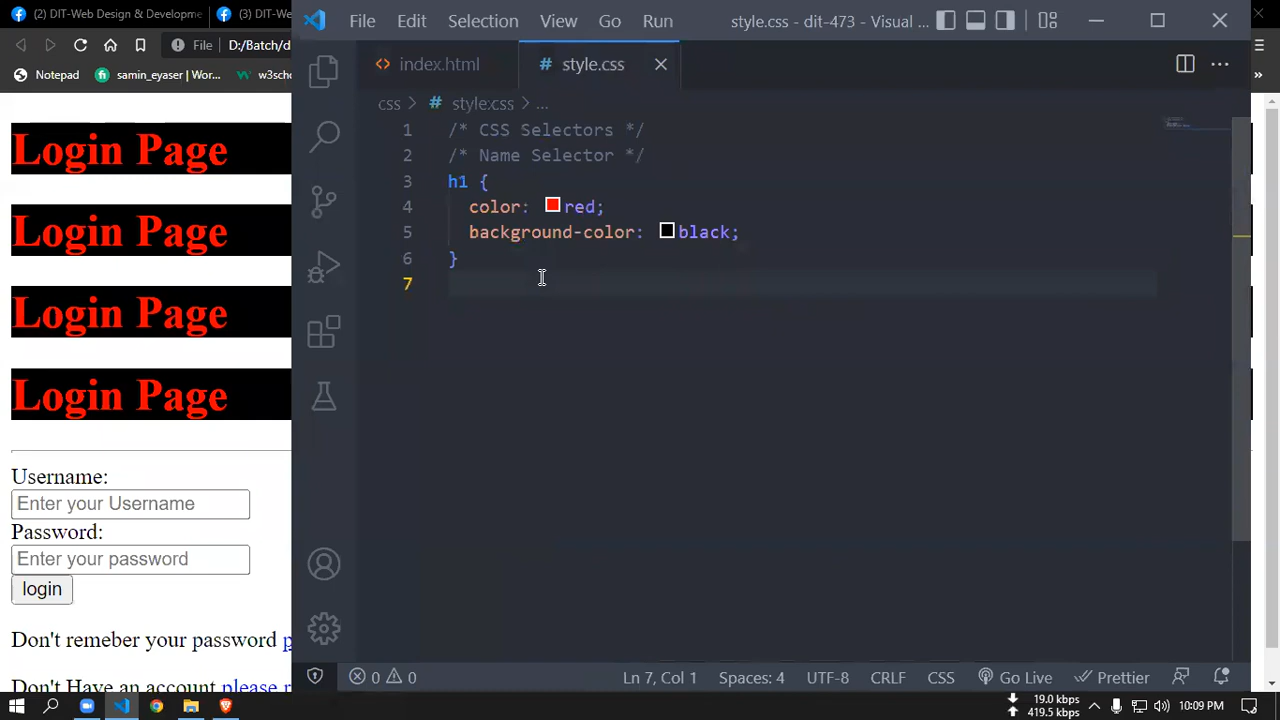 (2) DIT-Web Design & Developme
(2) DIT-W
File
D:/Batch/d
Notepad
samin_eyaser | Wor...
w3scho
Login Page
Login Page
Login Page
Login Page
Username:
Enter your Username
Password:
Enter your password
login
Don't remeber your password p
Don't Have an account please r
File Edit Selection View Go Run
style.css - dit-473 - Visual ...
index.html
style.css
css > # style.css > ...
1 /* CSS Selectors */
2 /* Name Selector */
3 h1 {
4 color: red;
5 background-color: black;
6 }
7
0 0
Ln 7, Col 1
Spaces: 4
UTF-8
CRLF
CSS
Go Live
Prettier
19.0 kbps
419.5 kbps
10:09 PM